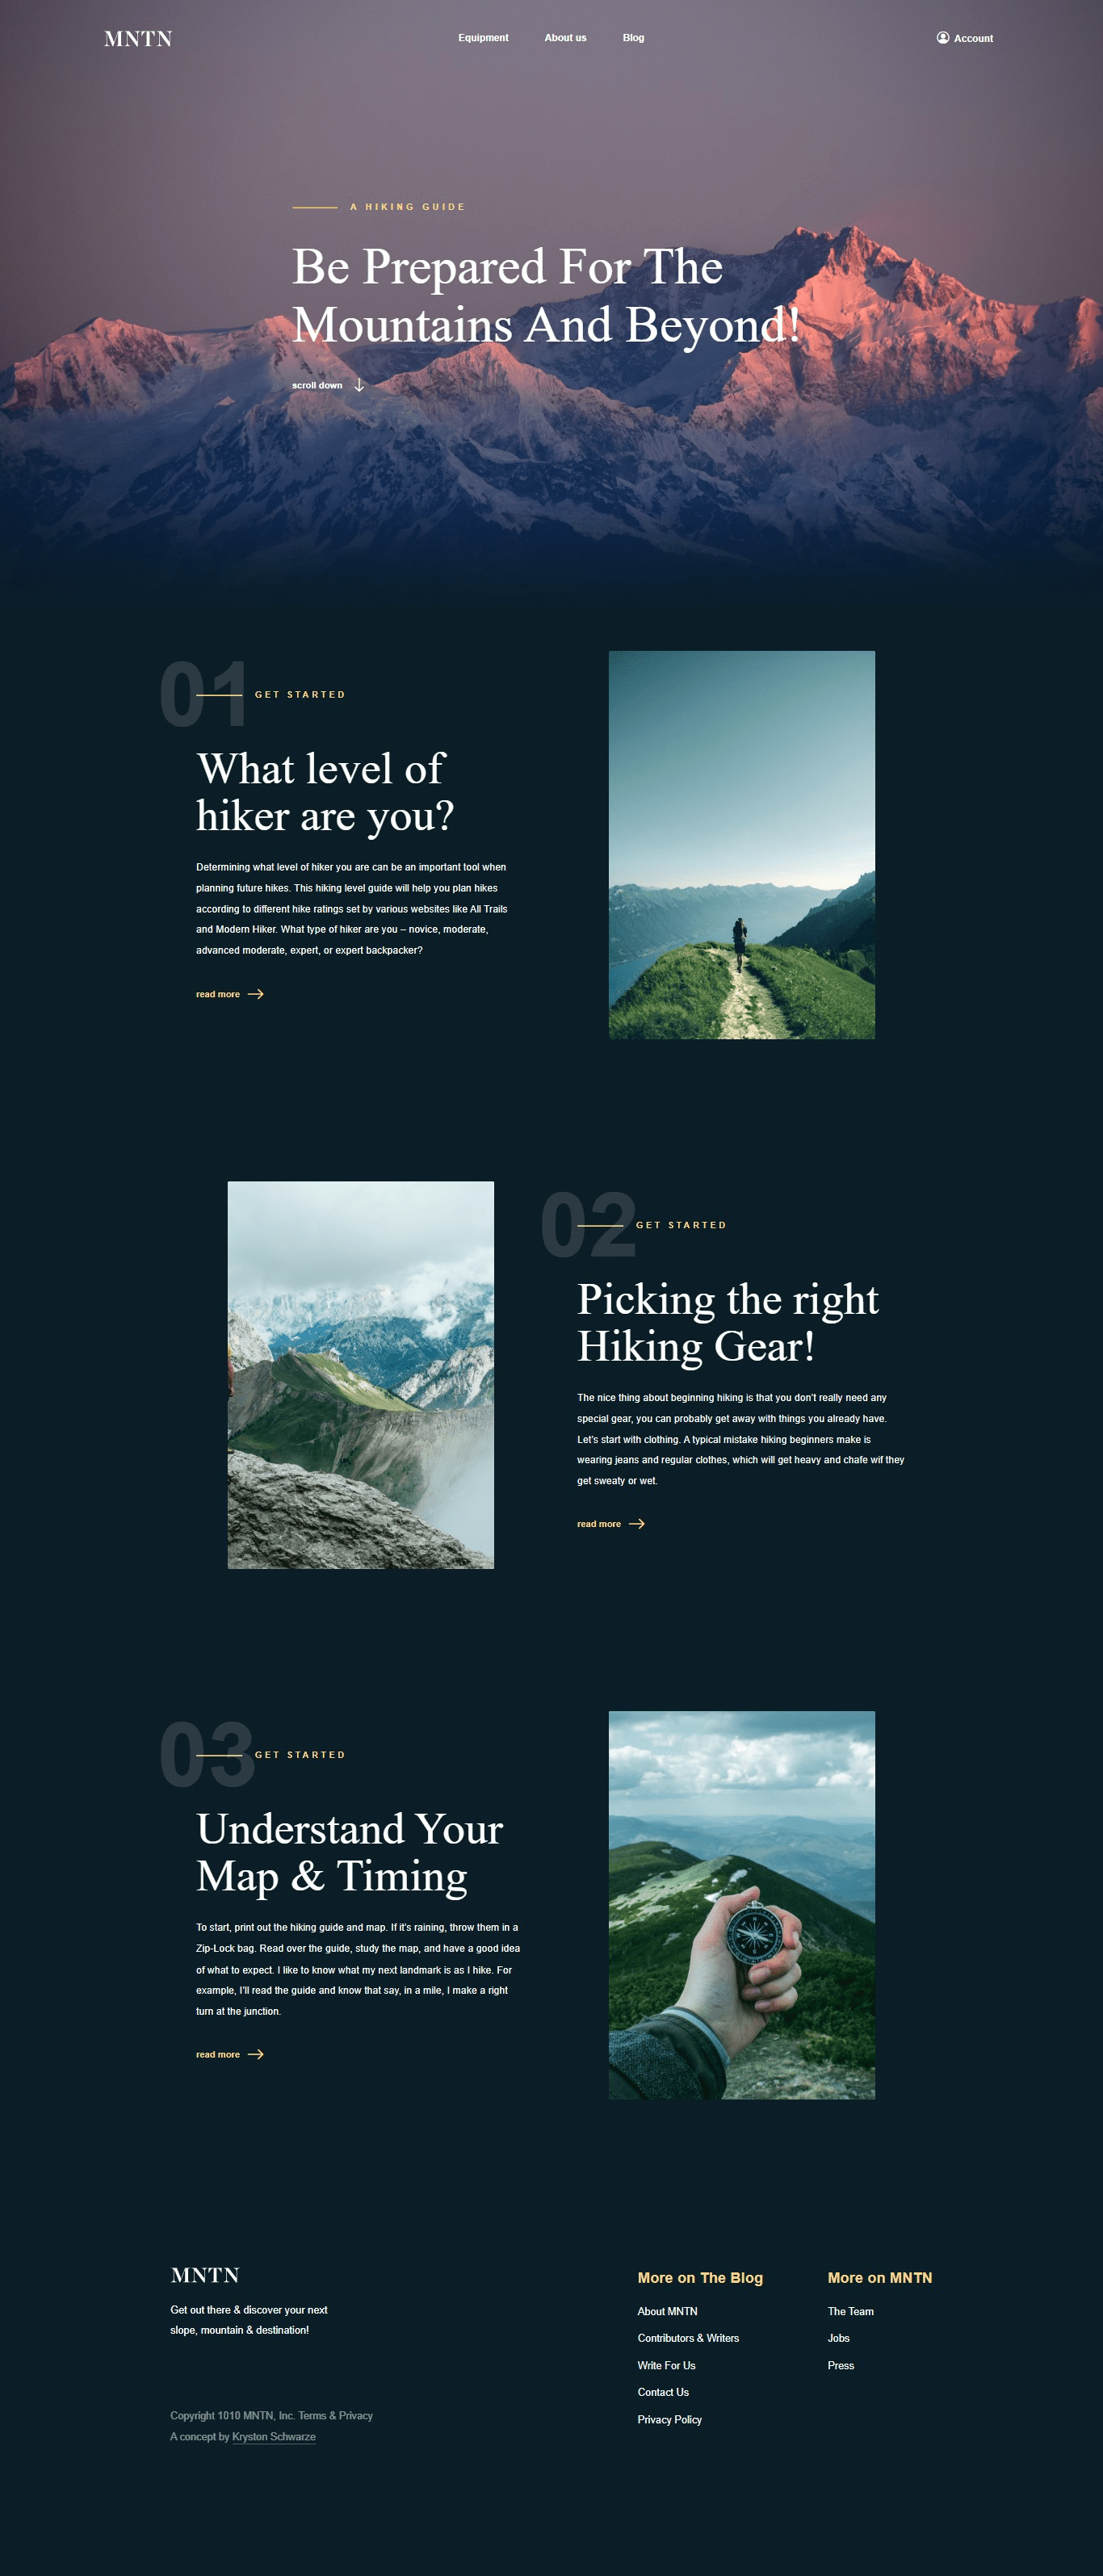 MNTN
Equipment
About us
Blog
Account
A HIKING GUIDE
Be Prepared For The
Mountains And Beyond!
scroll down
01
GET STARTED
What level of
hiker are you?
Determining what level of hiker you are can be an important tool when
planning future hikes. This hiking level guide will help you plan hikes
according to different hike ratings set by various websites like All Trails
and Modern Hiker. What type of hiker are you – novice, moderate,
advanced moderate, expert, or expert backpacker?
read more
02
GET STARTED
Picking the right
Hiking Gear!
The nice thing about beginning hiking is that you don't really need any
special gear, you can probably get away with things you already have.
Let's start with clothing. A typical mistake hiking beginners make is
wearing jeans and regular clothes, which will get heavy and chafe wif they
get sweaty or wet.
read more
03
GET STARTED
Understand Your
Map & Timing
To start, print out the hiking guide and map. If it's raining, throw them in a
Zip-Lock bag. Read over the guide, study the map, and have a good idea
of what to expect. I like to know what my next landmark is as I hike. For
example, I'll read the guide and know that say, in a mile, I make a right
turn at the junction.
read more
MNTN
Get out there & discover your next
slope, mountain & destination!
Copyright 1010 MNTN, Inc. Terms & Privacy
A concept by Kryston Schwarze
More on The Blog
About MNTN
Contributors & Writers
Write For Us
Contact Us
Privacy Policy
More on MNTN
The Team
Jobs
Press